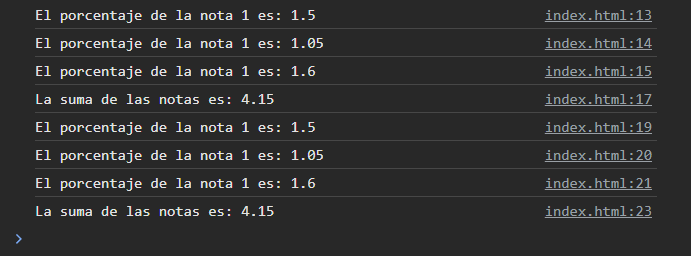 El porcentaje de la nota 1 es: 1.5 index.html:13
El porcentaje de la nota 1 es: 1.05 index.html:14
El porcentaje de la nota 1 es: 1.6 index.html:15
La suma de las notas es: 4.15 index.html:17
El porcentaje de la nota 1 es: 1.5 index.html:19
El porcentaje de la nota 1 es: 1.05 index.html:20
El porcentaje de la nota 1 es: 1.6 index.html:21
La suma de las notas es: 4.15 index.html:23